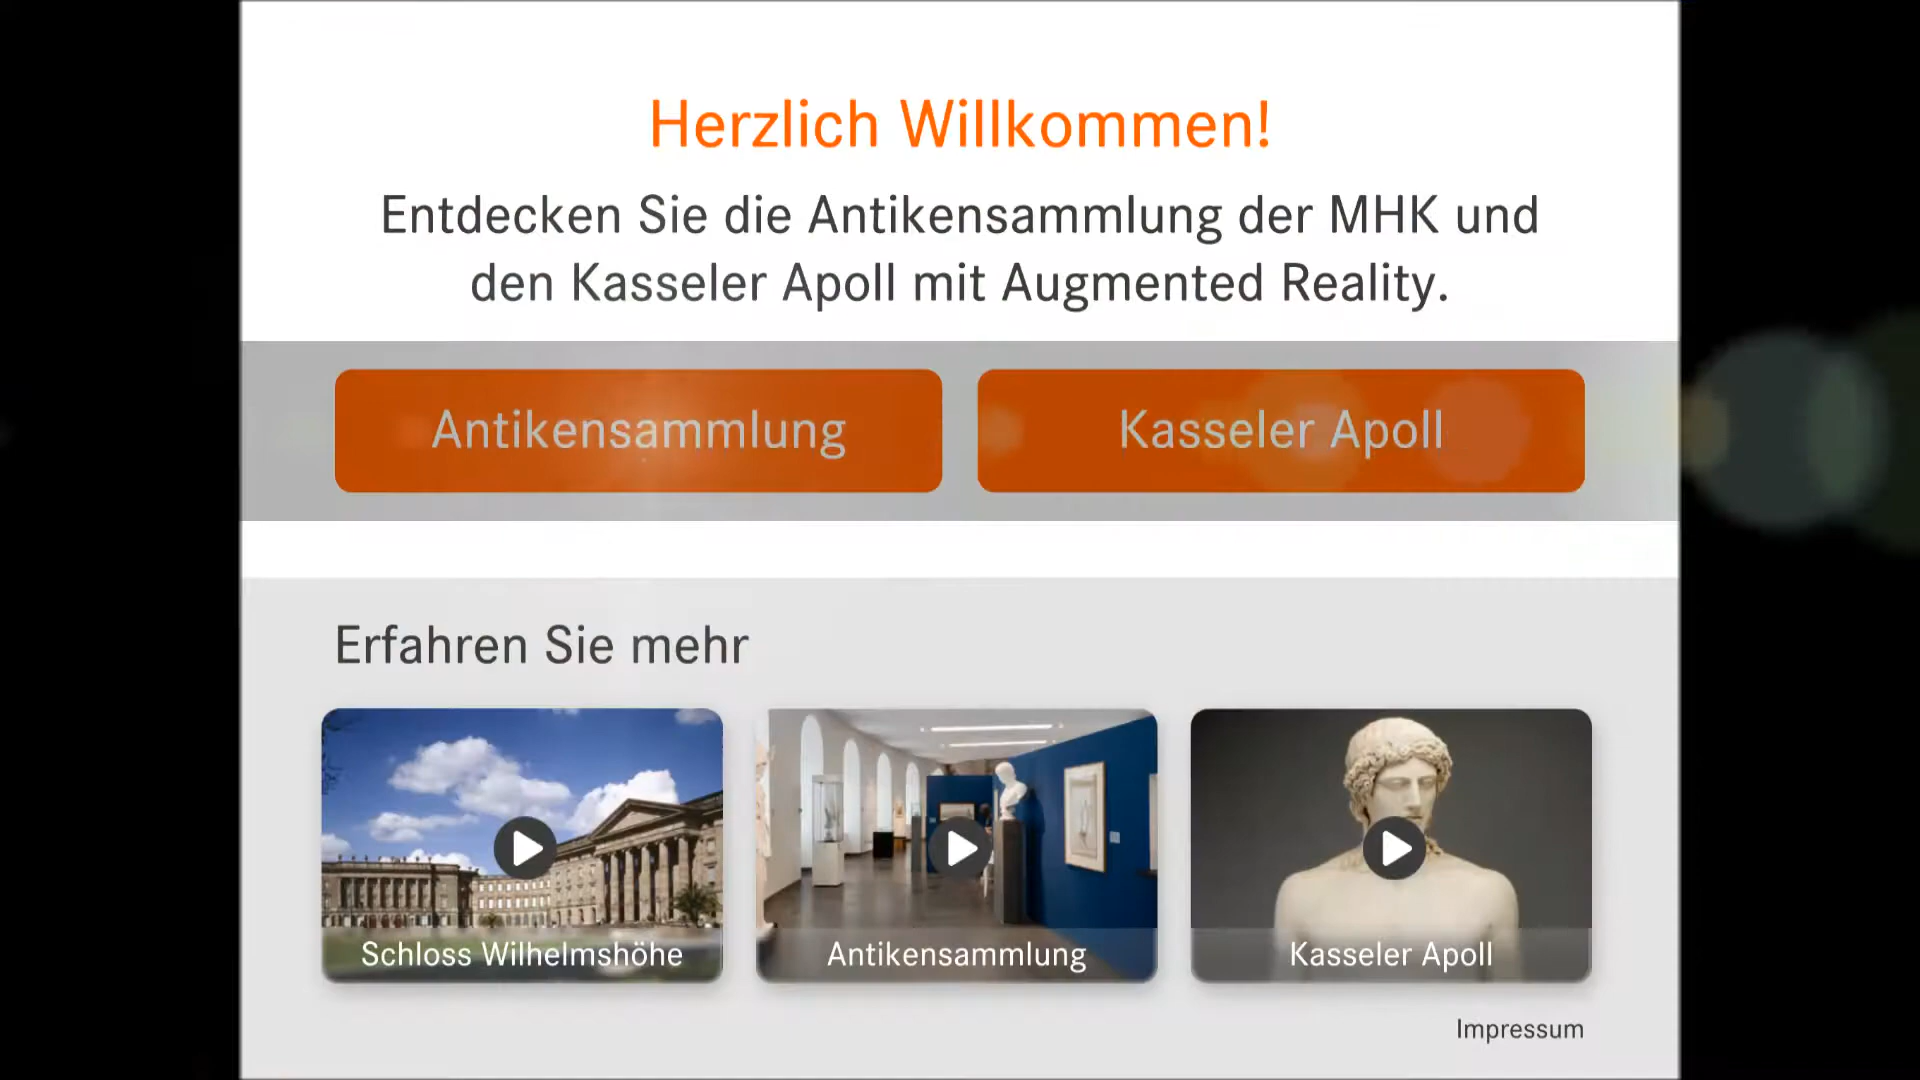 Herzlich Willkommen!
Entdecken Sie die Antikensammlung der MHK und
den Kasseler Apoll mit Augmented Reality.
Antikensammlung
Kasseler Apoll
Erfahren Sie mehr
Schloss Wilhelmshöhe
Antikensammlung
Kasseler Apoll
Impressum